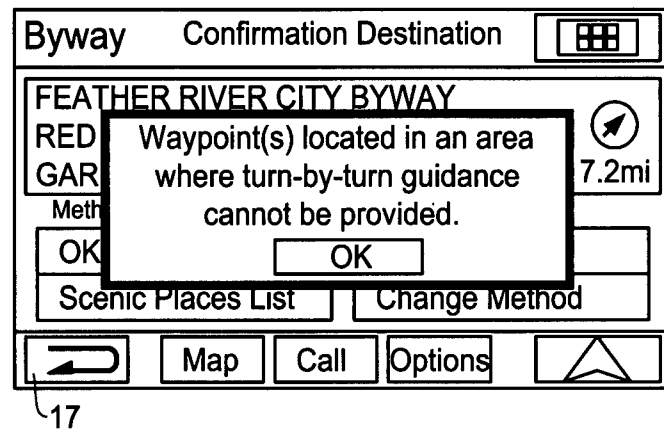 Byway Confirmation Destination
FEATHER RIVER CITY BYWAY
RED
GAR 7.2mi
Meth
Waypoint(s) located in an area
where turn-by-turn guidance
cannot be provided.
OK
OK
Scenic Places List Change Method
Map Call Options
17